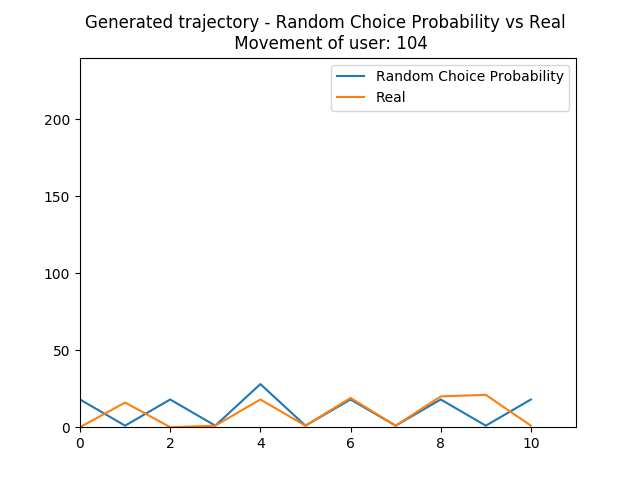 Generated trajectory - Random Choice Probability vs Real
Movement of user: 104
Random Choice Probability
Real
200
150
100
50
0
0 2 4 6 8 10